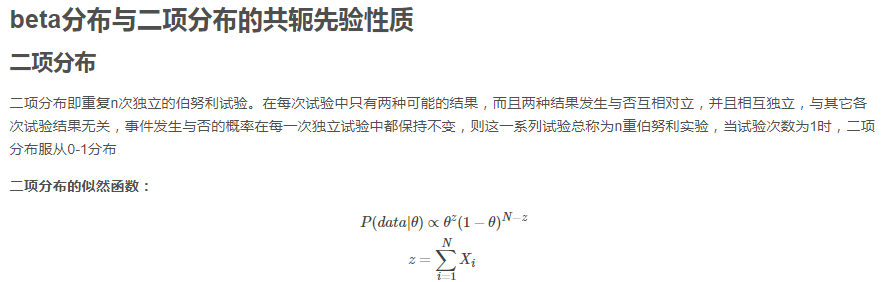 beta分布与二项分布的共轭先验性质
二项分布
二项分布即重复n次独立的伯努利试验。在每次试验中只有两种可能的结果，而且两种结果发生与否互相对立，并且相互独立，与其它各
次试验结果无关，事件发生与否的概率在每一次独立试验中都保持不变，则这一系列试验总称为n重伯努利实验，当试验次数为1时，二项
分布服从0-1分布
二项分布的似然函数：
P(data|θ) ∝ θ^z(1 − θ)^{N−z}
z = ∑_{i=1}^{N} X_i